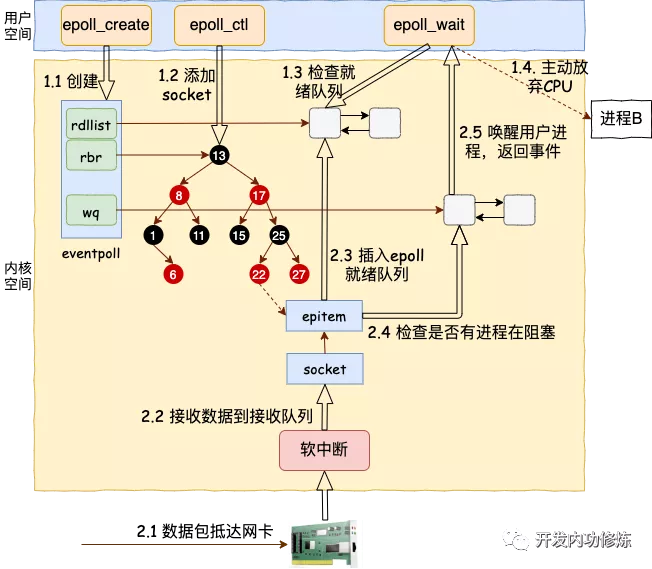 用户
空间
epoll_create
epoll_ctl
epoll_wait
1.1 创建
1.2 添加
socket
1.3 检查就
绪队列
1.4. 主动放
弃CPU
进程B
rdllist
rbr
wq
eventpoll
13
8
17
1
11
15
25
6
22
27
2.5 唤醒用户进
程，返回事件
2.3 插入epoll
就绪队列
内核
空间
epitem
2.4 检查是否有进程在阻塞
socket
2.2 接收数据到接收队列
软中断
2.1 数据包抵达网卡
开发内功修炼